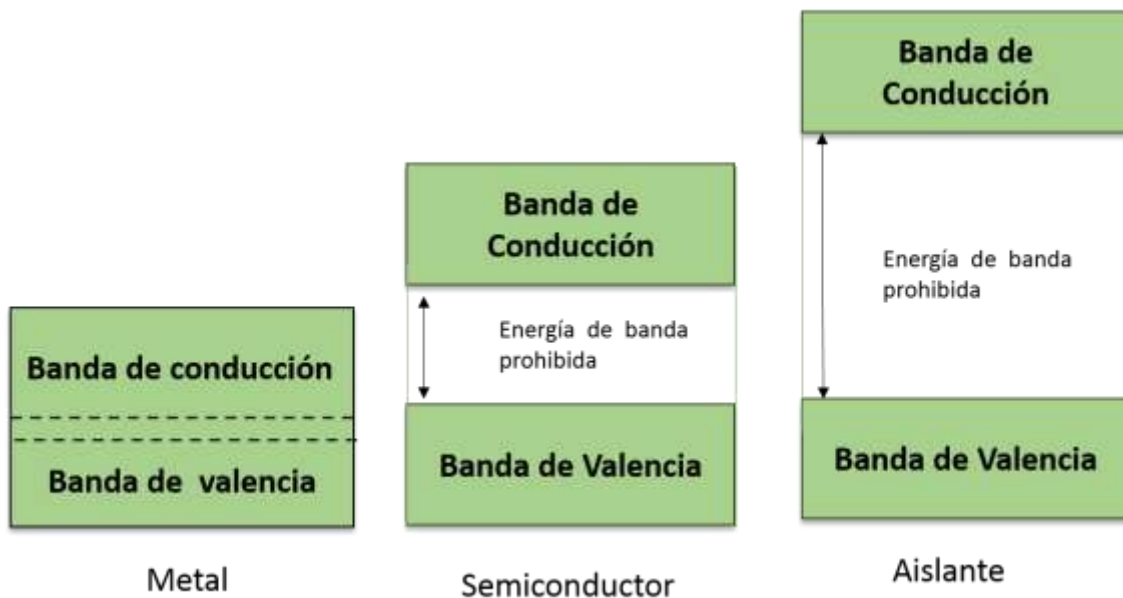 Banda de conducción
Banda de valencia
Metal
Banda de
Conducción
Energía de banda
prohibida
Banda de Valencia
Semiconductor
Banda de
Conducción
Energía de banda
prohibida
Banda de Valencia
Aislante